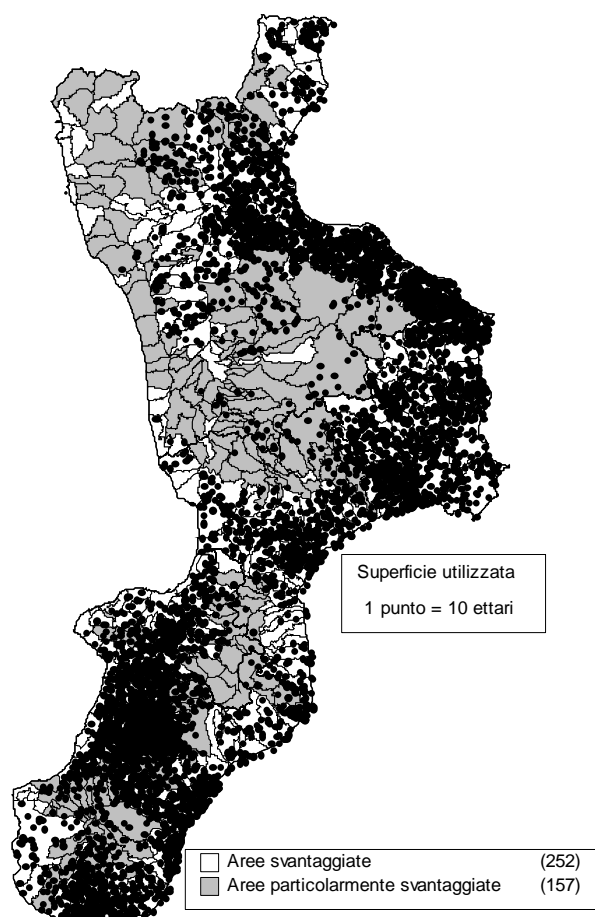 Superficie utilizzata
1 punto = 10 ettari
Aree svantaggiate (252)
Aree particolarmente svantaggiate (157)